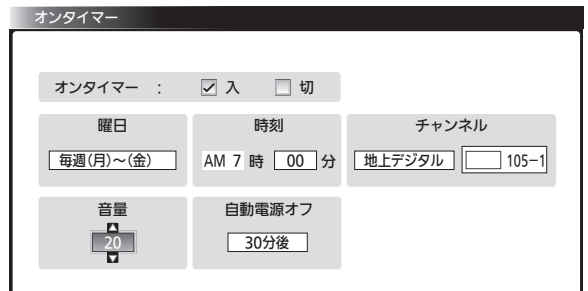 オンタイマー
オンタイマー : 入 切
曜日 時刻 チャンネル
毎週(月)～(金) AM 7 時 00 分 地上デジタル 105-1
音量 自動電源オフ
20 30分後